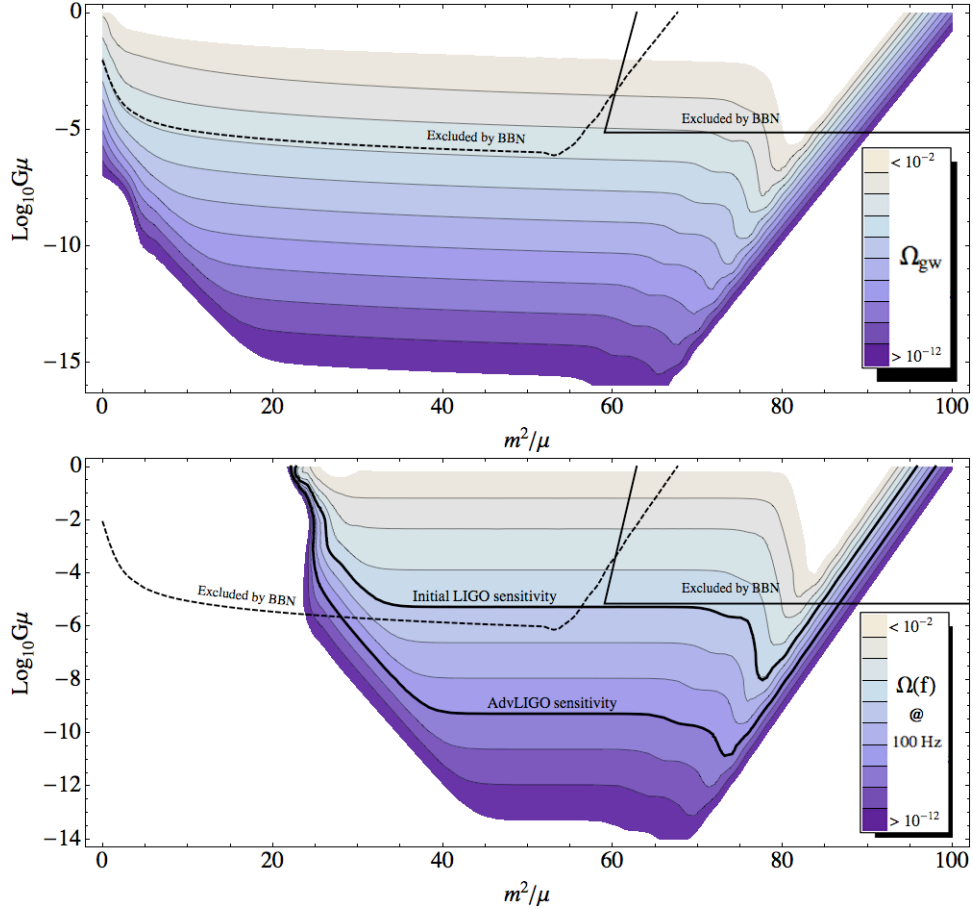 0
−5
−10
−15
Log₁₀Gμ
Excluded by BBN
Excluded by BBN
< 10⁻²
Ω_gw
> 10⁻¹²
0 20 40 60 80 100
m²/μ
0
−2
−4
−6
−8
−10
−12
−14
Log₁₀Gμ
Excluded by BBN
Initial LIGO sensitivity
Excluded by BBN
AdvLIGO sensitivity
< 10⁻²
Ω(f)
@
100 Hz
> 10⁻¹²
0 20 40 60 80 100
m²/μ